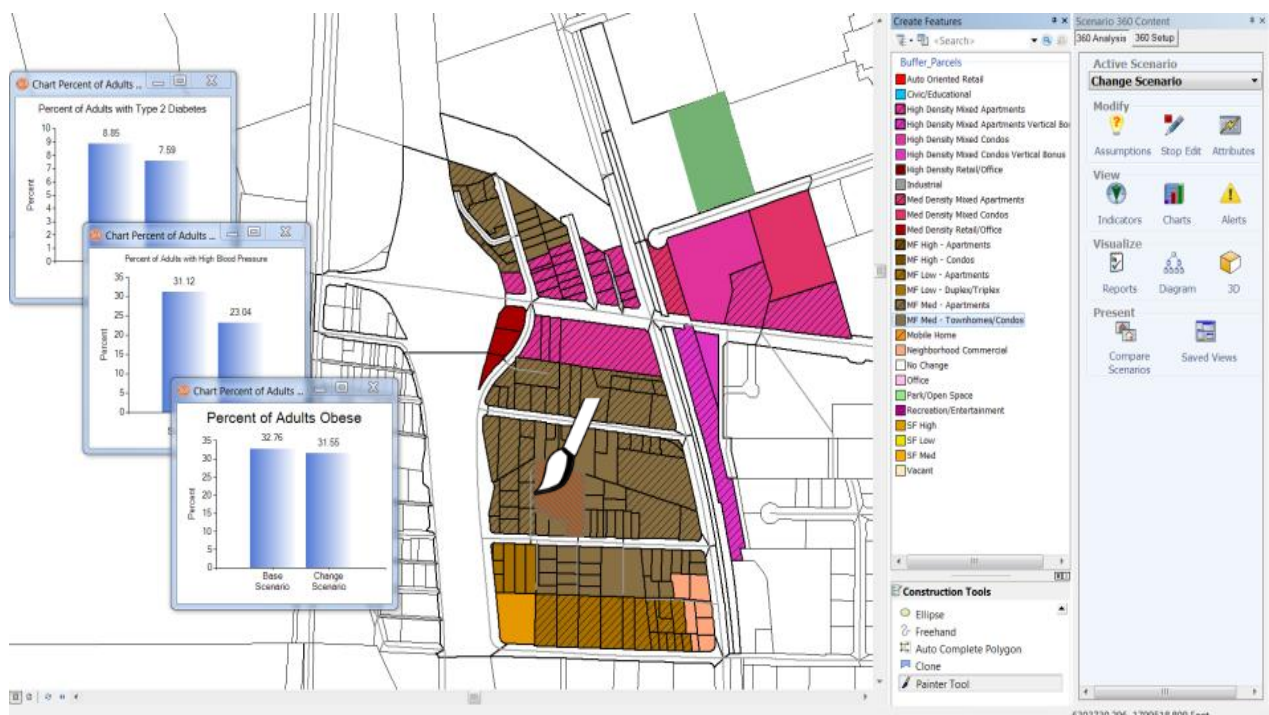 Chart Percent of Adults ...
Percent of Adults with Type 2 Diabetes
10
9
8
7
6
5
4
3
2
1
0
Percent
8.85
7.59
Chart Percent of Adults ...
Percent of Adults with High Blood Pressure
35
30
25
20
15
10
5
0
Percent
31.12
23.04
Chart Percent of Adults ...
Percent of Adults Obese
35
30
25
20
15
10
5
0
Percent
32.76
31.55
Base Scenario
Change Scenario
Create Features
<Search>
Buffer_Parcels
Auto Oriented Retail
Civic/Educational
High Density Mixed Apartments
High Density Mixed Apartments Vertical Bo
High Density Mixed Condos
High Density Mixed Condos Vertical Bonus
High Density Retail/Office
Industrial
Med Density Mixed Apartments
Med Density Mixed Condos
Med Density Retail/Office
MF High - Apartments
MF High - Condos
MF Low - Apartments
MF Low - Duplex/Triplex
MF Med - Apartments
MF Med - Townhomes/Condos
Mobile Home
Neighborhood Commercial
No Change
Office
Park/Open Space
Recreation/Entertainment
SF High
SF Low
SF Med
Vacant
Construction Tools
Ellipse
Freehand
Auto Complete Polygon
Clone
Painter Tool
Scenario 360 Content
360 Analysis 360 Setup
Active Scenario
Change Scenario
Modify
Assumptions Stop Edit Attributes
View
Indicators Charts Alerts
Visualize
Reports Diagram 3D
Present
Compare Scenarios
Saved Views